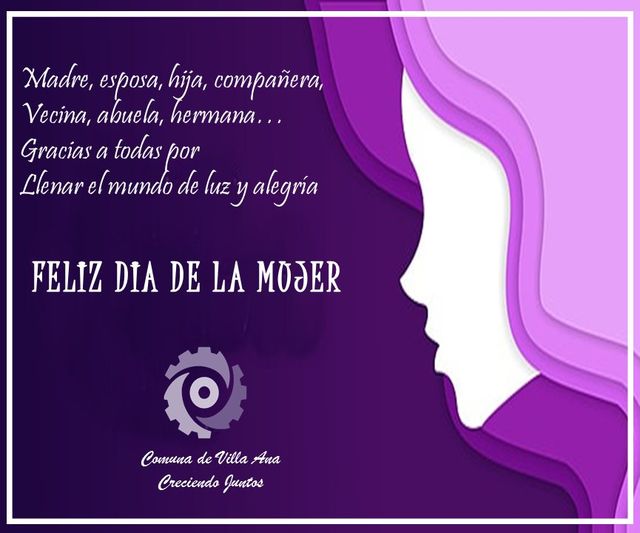 Madre, esposa, hija, compañera,
Vecina, abuela, hermana...
Gracias a todas por
Llenar el mundo de luz y alegría
FELIZ DIA DE LA MUJER
Comuna de Villa Ana
Creciendo Juntos